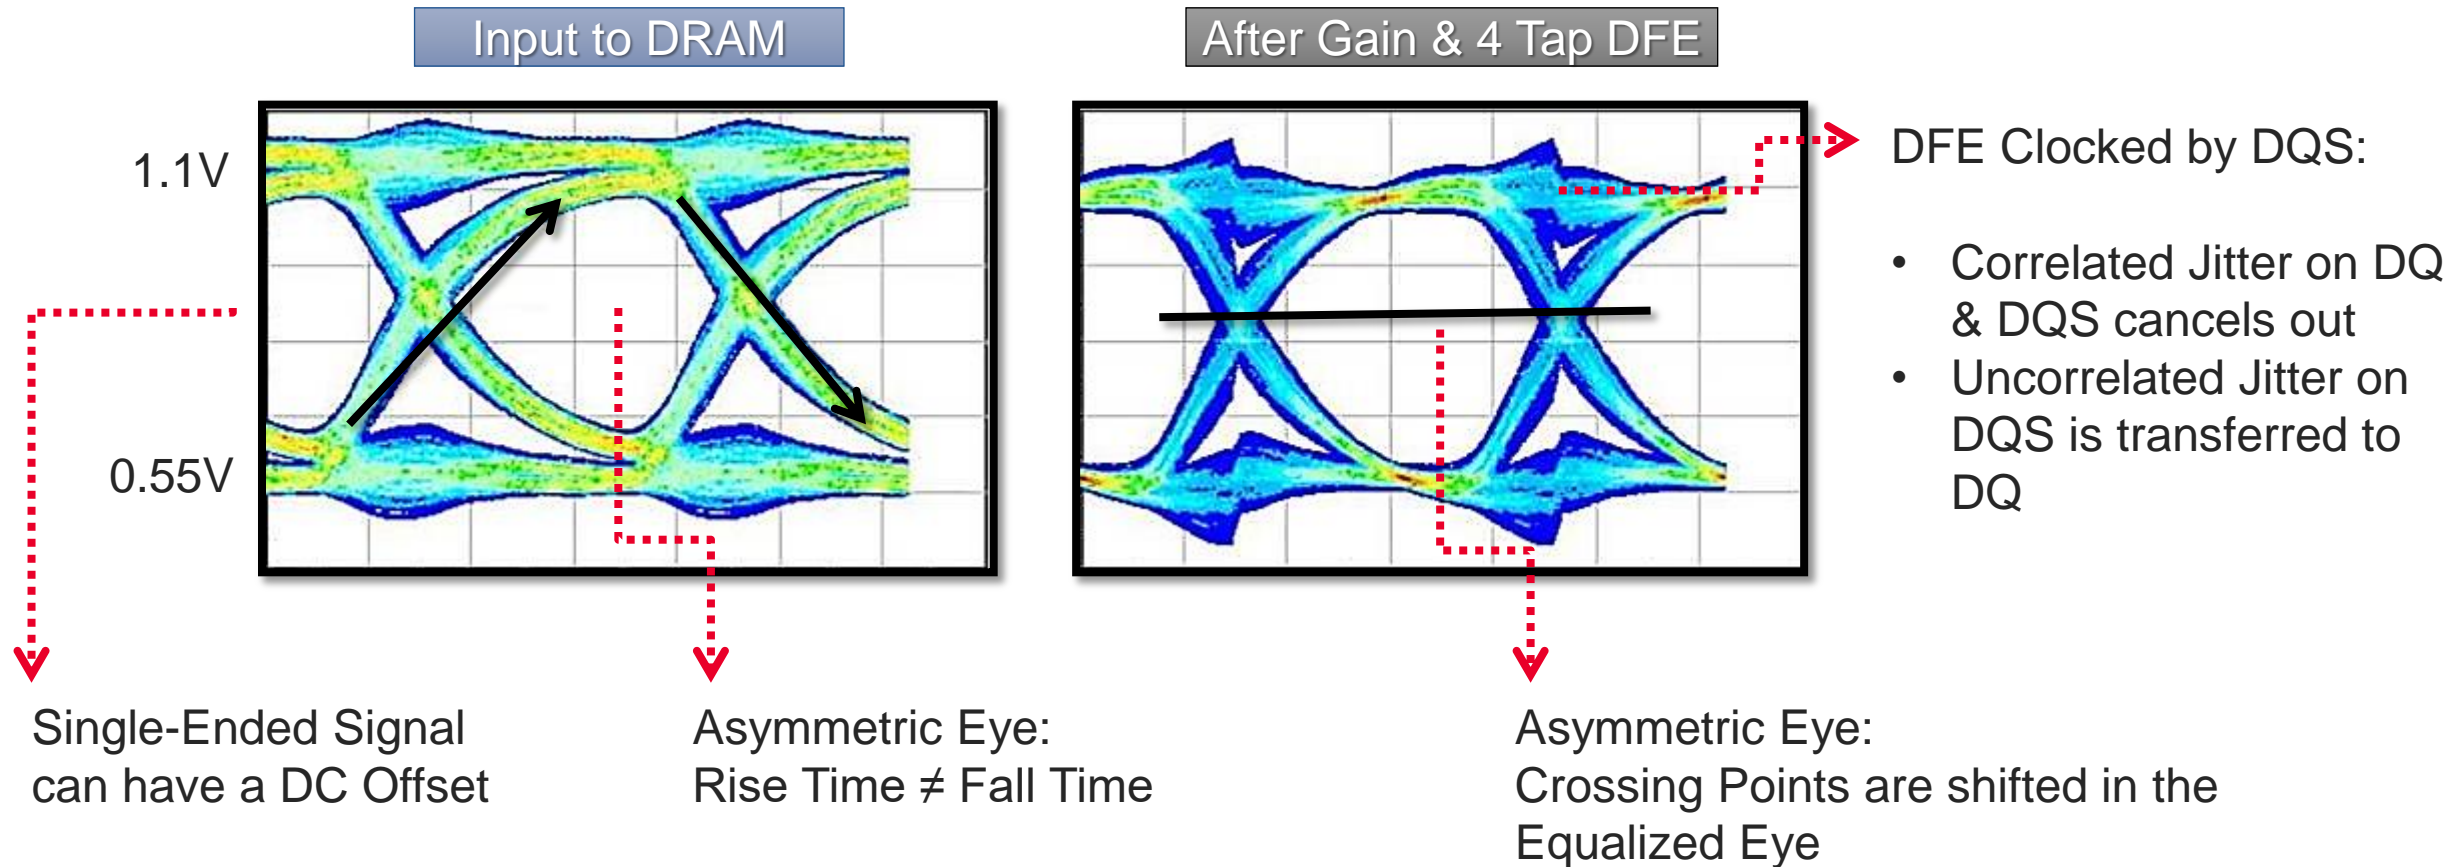 Input to DRAM
After Gain & 4 Tap DFE
1.1V
0.55V
DFE Clocked by DQS:
• Correlated Jitter on DQ
& DQS cancels out
• Uncorrelated Jitter on
DQS is transferred to
DQ
Single-Ended Signal
can have a DC Offset
Asymmetric Eye:
Rise Time ≠ Fall Time
Asymmetric Eye:
Crossing Points are shifted in the
Equalized Eye